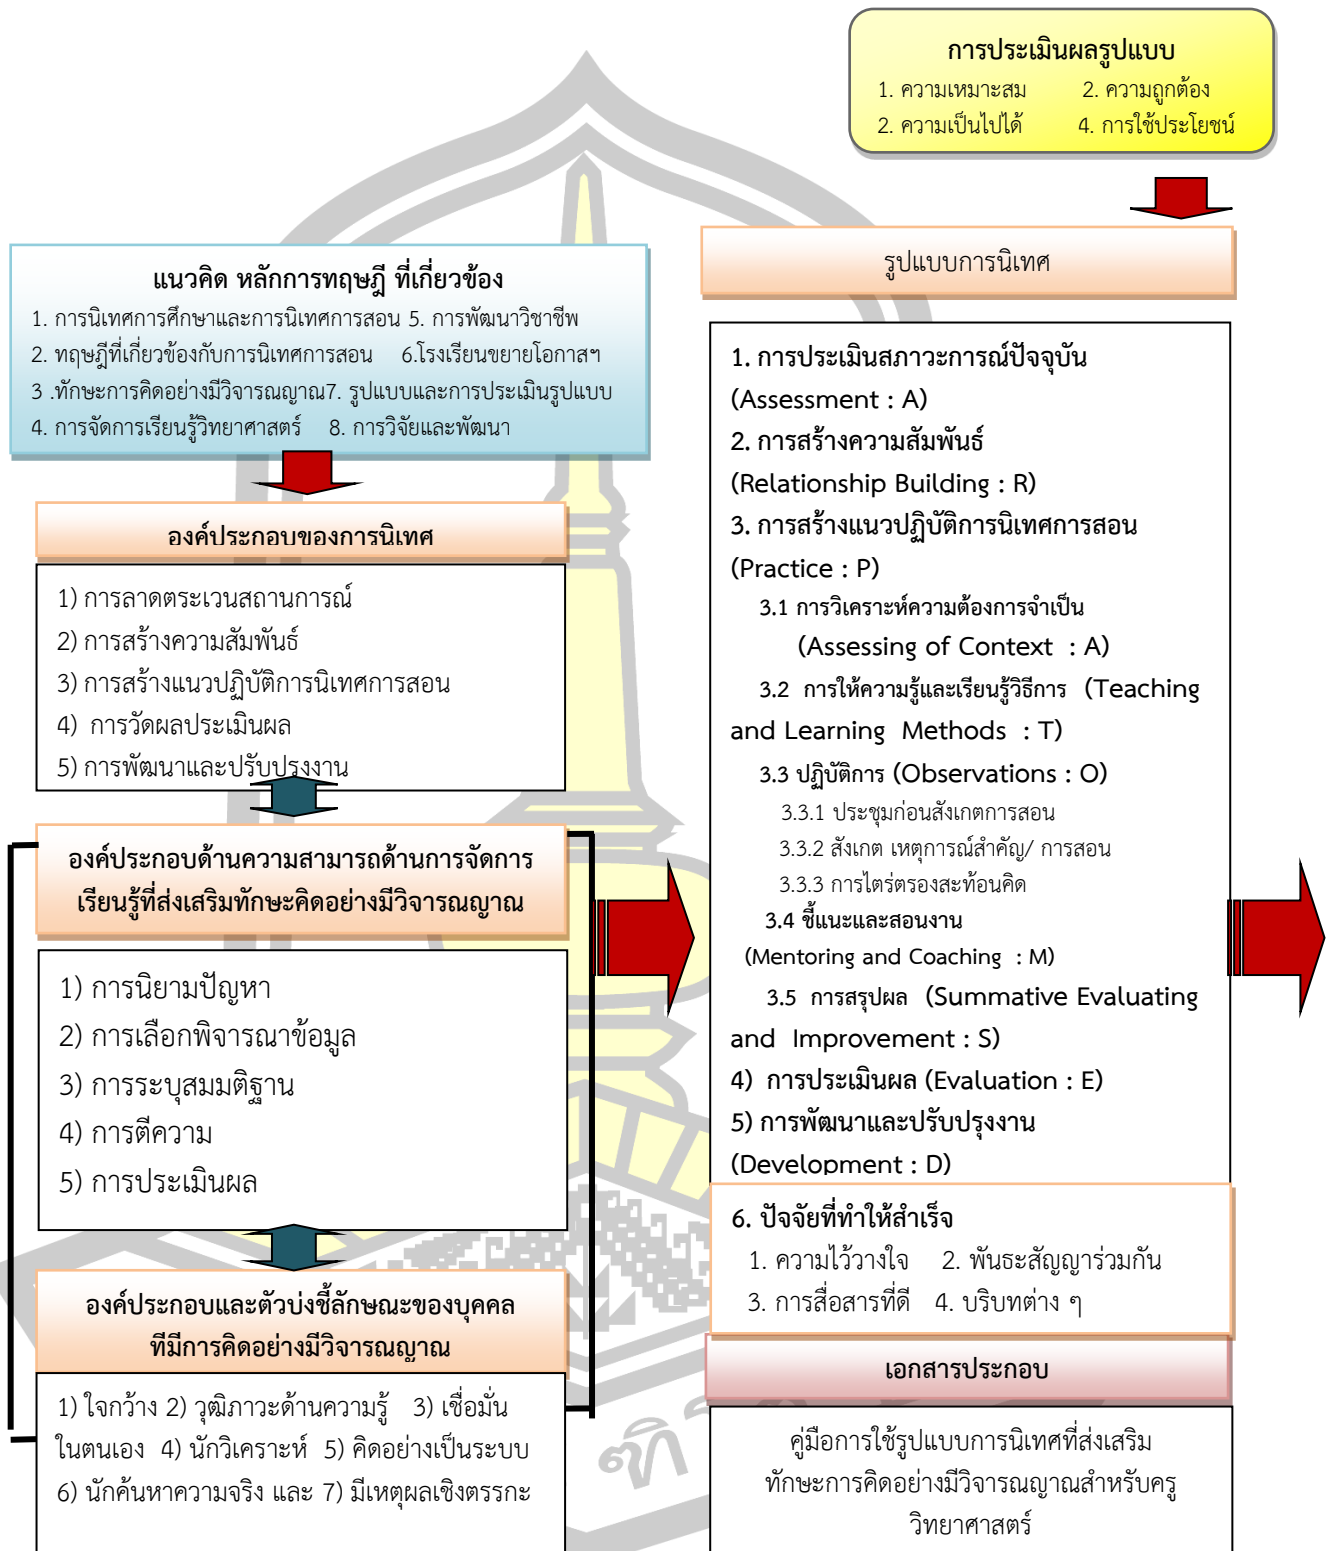 การประเมินผลรูปแบบ
1. ความเหมาะสม 2. ความถูกต้อง
2. ความเป็นไปได้ 4. การใช้ประโยชน์
แนวคิด หลักการทฤษฎี ที่เกี่ยวข้อง
1. การนิเทศการศึกษาและการนิเทศการสอน 5. การพัฒนาวิชาชีพ
2. ทฤษฎีที่เกี่ยวข้องกับการนิเทศการสอน 6.โรงเรียนขยายโอกาสฯ
3 .ทักษะการคิดอย่างมีวิจารณญาณ7. รูปแบบและการประเมินรูปแบบ
4. การจัดการเรียนรู้วิทยาศาสตร์ 8. การวิจัยและพัฒนา
องค์ประกอบของการนิเทศ
1) การลาดตระเวนสถานการณ์
2) การสร้างความสัมพันธ์
3) การสร้างแนวปฏิบัติการนิเทศการสอน
4) การวัดผลประเมินผล
5) การพัฒนาและปรับปรุงงาน
องค์ประกอบด้านความสามารถด้านการจัดการ
เรียนรู้ที่ส่งเสริมทักษะคิดอย่างมีวิจารณญาณ
1) การนิยามปัญหา
2) การเลือกพิจารณาข้อมูล
3) การระบุสมมติฐาน
4) การตีความ
5) การประเมินผล
องค์ประกอบและตัวบ่งชี้ลักษณะของบุคคล
ทีมีการคิดอย่างมีวิจารณญาณ
1) ใจกว้าง 2) วุฒิภาวะด้านความรู้ 3) เชื่อมั่น
ในตนเอง 4) นักวิเคราะห์ 5) คิดอย่างเป็นระบบ
6) นักค้นหาความจริง และ 7) มีเหตุผลเชิงตรรกะ
รูปแบบการนิเทศ
1. การประเมินสภาวะการณ์ปัจจุบัน
(Assessment : A)
2. การสร้างความสัมพันธ์
(Relationship Building : R)
3. การสร้างแนวปฏิบัติการนิเทศการสอน
(Practice : P)
3.1 การวิเคราะห์ความต้องการจำเป็น
(Assessing of Context : A)
3.2 การให้ความรู้และเรียนรู้วิธีการ (Teaching
and Learning Methods : T)
3.3 ปฏิบัติการ (Observations : O)
3.3.1 ประชุมก่อนสังเกตการสอน
3.3.2 สังเกต เหตุการณ์สำคัญ/ การสอน
3.3.3 การไตร่ตรองสะท้อนคิด
3.4 ชี้แนะและสอนงาน
(Mentoring and Coaching : M)
3.5 การสรุปผล (Summative Evaluating
and Improvement : S)
4) การประเมินผล (Evaluation : E)
5) การพัฒนาและปรับปรุงงาน
(Development : D)
6. ปัจจัยที่ทำให้สำเร็จ
1. ความไว้วางใจ 2. พันธะสัญญาร่วมกัน
3. การสื่อสารที่ดี 4. บริบทต่าง ๆ
เอกสารประกอบ
คู่มือการใช้รูปแบบการนิเทศที่ส่งเสริม
ทักษะการคิดอย่างมีวิจารณญาณสำหรับครู
วิทยาศาสตร์